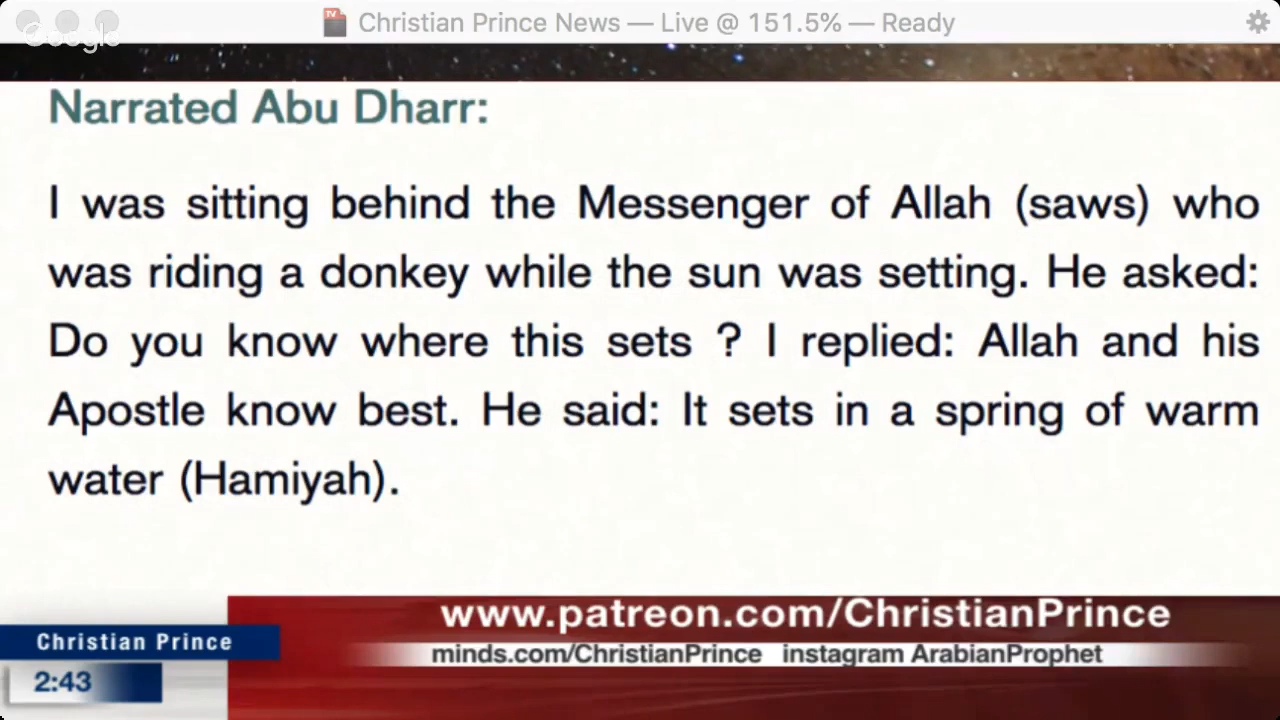 Christian Prince News — Live @ 151.5% — Ready
Google
Narrated Abu Dharr:
I was sitting behind the Messenger of Allah (saws) who
was riding a donkey while the sun was setting. He asked:
Do you know where this sets ? I replied: Allah and his
Apostle know best. He said: It sets in a spring of warm
water (Hamiyah).
www.patreon.com/ChristianPrince
Christian Prince
minds.com/ChristianPrince instagram ArabianProphet
2:43